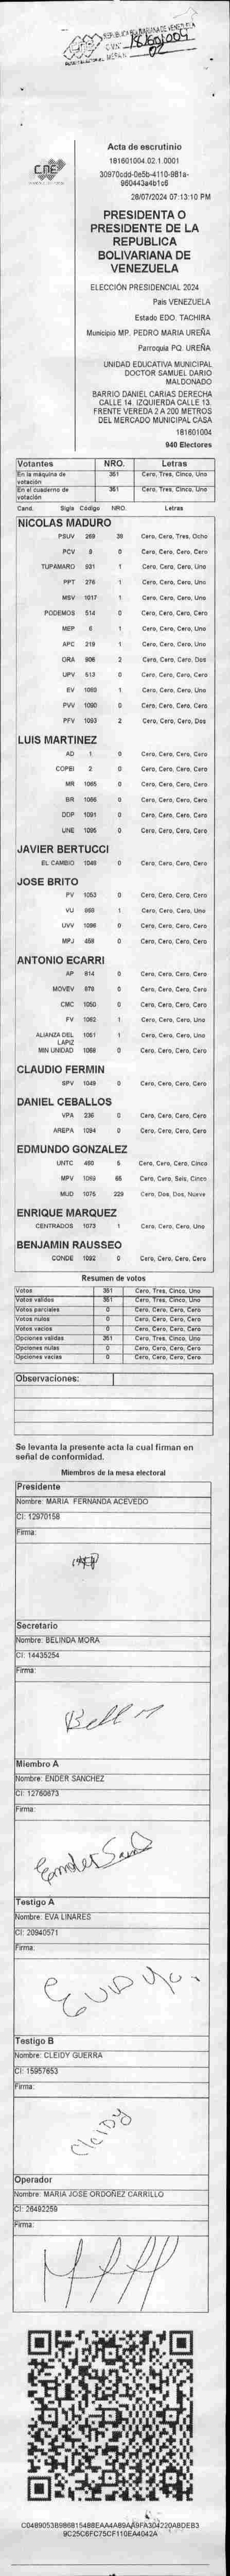 REPUBLICA BOLIVARIANA DE VENEZUELA
181601004
02
CNE
Acta de escrutinio
181601004.02.1.0001
30970cdd-0e5b-4110-981a-
960443a4b1c6
28/07/2024 07:13:10 PM
PRESIDENTA O
PRESIDENTE DE LA
REPUBLICA
BOLIVARIANA DE
VENEZUELA
ELECCIÓN PRESIDENCIAL 2024
País VENEZUELA
Estado EDO. TACHIRA
Municipio MP. PEDRO MARIA UREÑA
Parroquia PQ. UREÑA
UNIDAD EDUCATIVA MUNICIPAL
DOCTOR SAMUEL DARIO
MALDONADO
BARRIO DANIEL CARIAS DERECHA
CALLE 14. IZQUIERDA CALLE 13.
FRENTE VEREDA 2 A 200 METROS
DEL MERCADO MUNICIPAL CASA
181601004
940 Electores
Votantes NRO. Letras
En la máquina de votación 351 Cero, Tres, Cinco, Uno
En el cuaderno de votación 351 Cero, Tres, Cinco, Uno
Cand. Sigla Código NRO. Letras
NICOLAS MADURO
PSUV 269 38 Cero, Cero, Tres, Ocho
PCV 9 0 Cero, Cero, Cero, Cero
TUPAMARO 931 1 Cero, Cero, Cero, Uno
PPT 276 1 Cero, Cero, Cero, Uno
MSV 1017 1 Cero, Cero, Cero, Uno
PODEMOS 514 0 Cero, Cero, Cero, Cero
MEP 6 1 Cero, Cero, Cero, Uno
APC 219 1 Cero, Cero, Cero, Uno
ORA 906 2 Cero, Cero, Cero, Dos
UPV 513 0 Cero, Cero, Cero, Cero
EV 1089 1 Cero, Cero, Cero, Uno
PVV 1090 0 Cero, Cero, Cero, Cero
PFV 1093 2 Cero, Cero, Cero, Dos
LUIS MARTINEZ
AD 1 0 Cero, Cero, Cero, Cero
COPEI 2 0 Cero, Cero, Cero, Cero
MR 1065 0 Cero, Cero, Cero, Cero
BR 1086 0 Cero, Cero, Cero, Cero
DDP 1091 0 Cero, Cero, Cero, Cero
UNE 1095 0 Cero, Cero, Cero, Cero
JAVIER BERTUCCI
EL CAMBIO 1048 0 Cero, Cero, Cero, Cero
JOSE BRITO
PV 1053 0 Cero, Cero, Cero, Cero
VU 868 1 Cero, Cero, Cero, Uno
UVV 1096 0 Cero, Cero, Cero, Cero
MPJ 458 0 Cero, Cero, Cero, Cero
ANTONIO ECARRI
AP 814 0 Cero, Cero, Cero, Cero
MOVEV 878 0 Cero, Cero, Cero, Cero
CMC 1050 0 Cero, Cero, Cero, Cero
FV 1062 1 Cero, Cero, Cero, Uno
ALIANZA DEL LAPIZ 1051 1 Cero, Cero, Cero, Uno
MIN UNIDAD 1068 0 Cero, Cero, Cero, Cero
CLAUDIO FERMIN
SPV 1049 0 Cero, Cero, Cero, Cero
DANIEL CEBALLOS
VPA 236 0 Cero, Cero, Cero, Cero
AREPA 1094 0 Cero, Cero, Cero, Cero
EDMUNDO GONZALEZ
UNTC 480 5 Cero, Cero, Cero, Cinco
MPV 1059 65 Cero, Cero, Seis, Cinco
MUD 1075 229 Cero, Dos, Dos, Nueve
ENRIQUE MARQUEZ
CENTRADOS 1073 1 Cero, Cero, Cero, Uno
BENJAMIN RAUSSEO
CONDE 1092 0 Cero, Cero, Cero, Cero
Resumen de votos
Votos 351 Cero, Tres, Cinco, Uno
Votos validos 351 Cero, Tres, Cinco, Uno
Votos parciales 0 Cero, Cero, Cero, Cero
Votos nulos 0 Cero, Cero, Cero, Cero
Votos vacios 0 Cero, Cero, Cero, Cero
Opciones validas 351 Cero, Tres, Cinco, Uno
Opciones nulas 0 Cero, Cero, Cero, Cero
Opciones vacias 0 Cero, Cero, Cero, Cero
Observaciones:
Se levanta la presente acta la cual firman en
señal de conformidad.
Miembros de la mesa electoral
Presidente
Nombre: MARIA FERNANDA ACEVEDO
CI: 12970158
Firma:
Secretario
Nombre: BELINDA MORA
CI: 14435254
Firma:
Bell M
Miembro A
Nombre: ENDER SANCHEZ
CI: 12760673
Firma:
Ender Sanch
Testigo A
Nombre: EVA LINARES
CI: 20940571
Firma:
Testigo B
Nombre: CLEIDY GUERRA
CI: 15957653
Firma:
Cleidy
Operador
Nombre: MARIA JOSE ORDOÑEZ CARRILLO
CI: 26492259
Firma:
9C25C6FC75CF110EA4042A